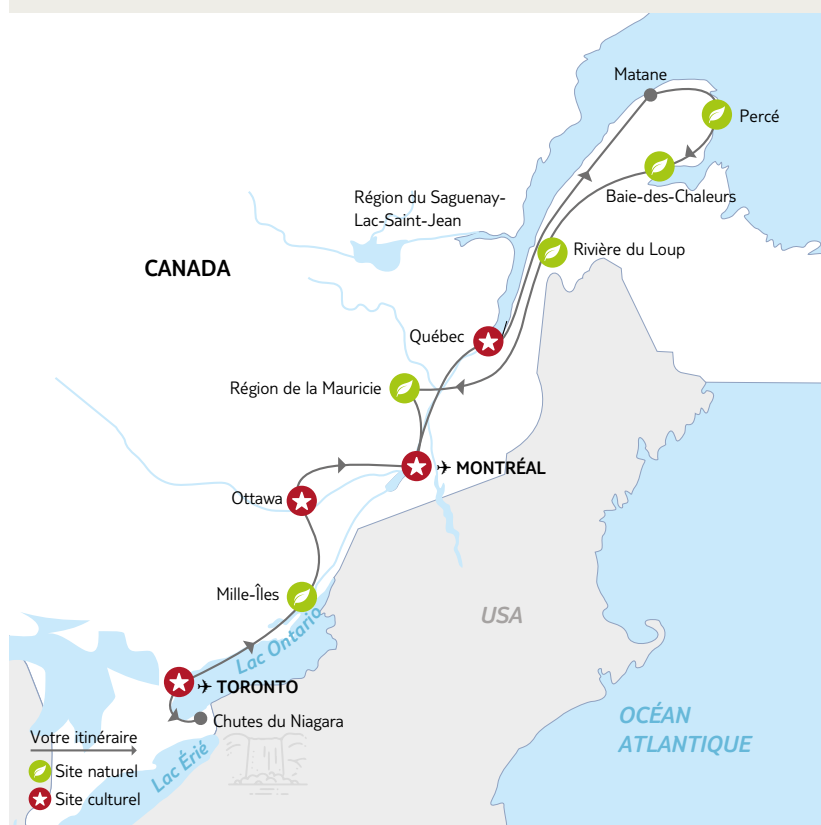 Matane
Percé
Baie-des-Chaleurs
Région du Saguenay-
Lac-Saint-Jean
Rivière du Loup
CANADA
Québec
Région de la Mauricie
MONTRÉAL
Ottawa
Mille-Îles
USA
Lac Ontario
TORONTO
Chutes du Niagara
OCÉAN
ATLANTIQUE
Lac Érié
Votre itinéraire
Site naturel
Site culturel